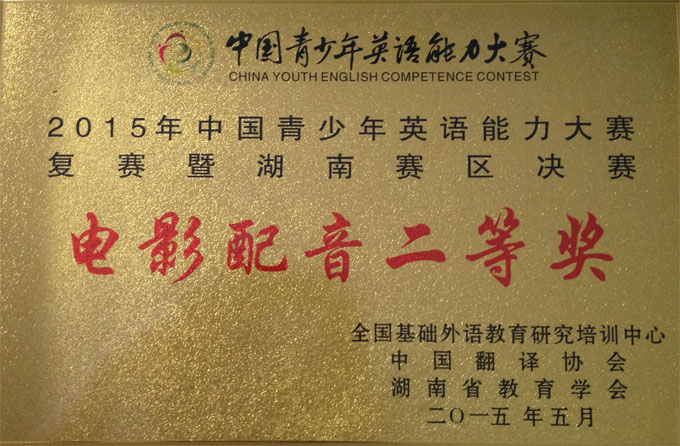 中国青少年英语能力大赛
CHINA YOUTH ENGLISH COMPETENCE CONTEST
2015年中国青少年英语能力大赛
复赛暨湖南赛区决赛
电影配音二等奖
全国基础外语教育研究培训中心
中国翻译协会
湖南省教育学会
二〇一五年五月